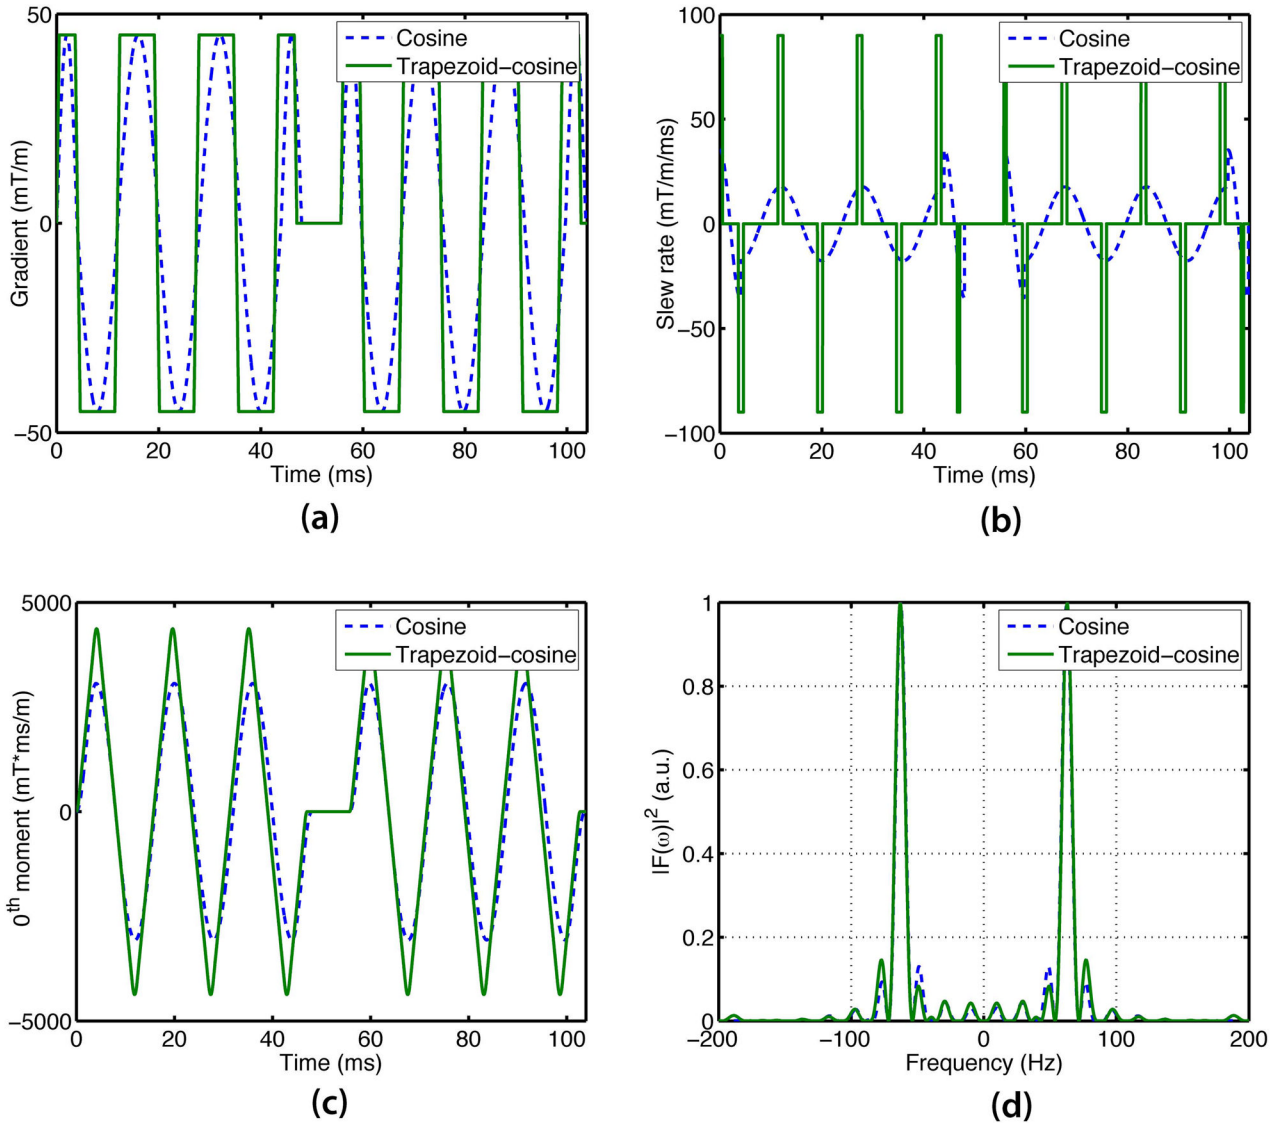 50
0
−50
0 20 40 60 80 100
Gradient (mT/m)
Time (ms)
Cosine
Trapezoid−cosine
(a)
100
50
0
−50
−100
0 20 40 60 80 100
Slew rate (mT/m/ms)
Time (ms)
Cosine
Trapezoid−cosine
(b)
5000
0
−5000
0 20 40 60 80 100
0th moment (mT*ms/m)
Time (ms)
Cosine
Trapezoid−cosine
(c)
1
0.8
0.6
0.4
0.2
0
−200 −100 0 100 200
|F(ω)|² (a.u.)
Frequency (Hz)
Cosine
Trapezoid−cosine
(d)